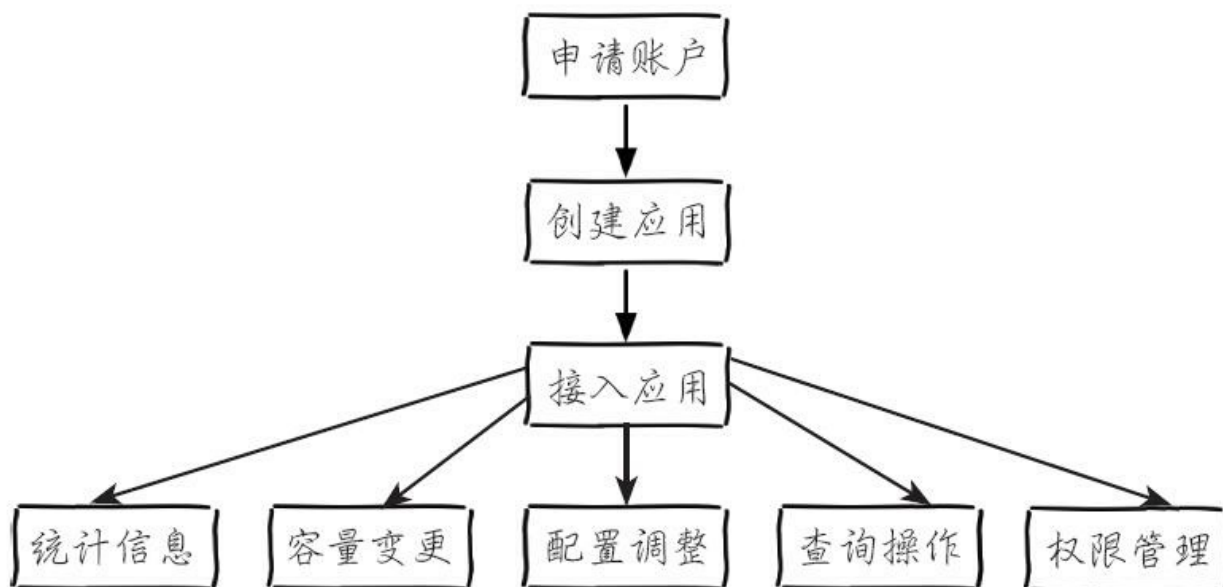 申请账户
创建应用
接入应用
统计信息
容量变更
配置调整
查询操作
权限管理